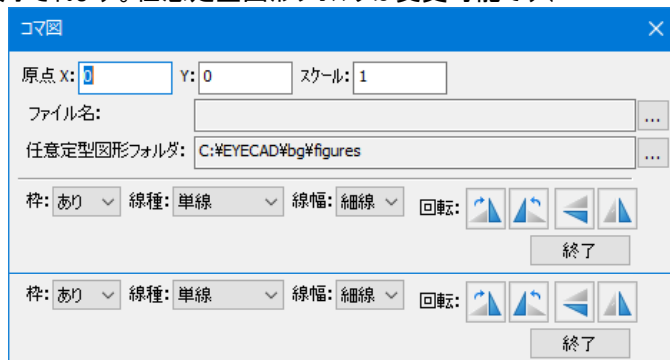 コマ図
原点 X: 0 Y: 0 スケール: 1
ファイル名: ...
任意定型図形フォルダ: C:¥EYECAD¥bg¥figures ...
枠: あり 線種: 単線 線幅: 細線 回転:
終了
枠: あり 線種: 単線 線幅: 細線 回転:
終了